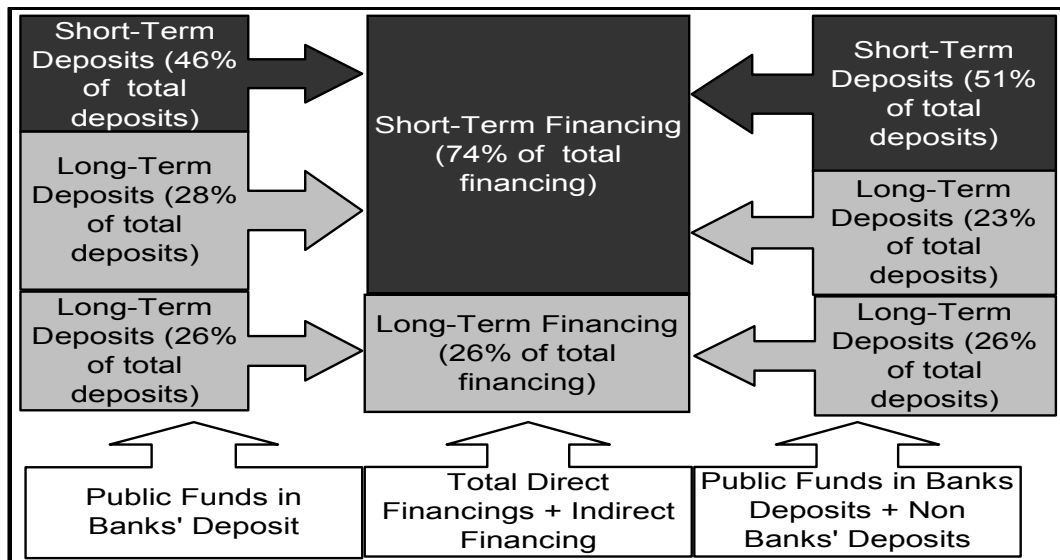 Short-Term
Deposits (46%
of total
deposits)
Long-Term
Deposits (28%
of total
deposits)
Long-Term
Deposits (26%
of total
deposits)
Short-Term Financing
(74% of total
financing)
Long-Term Financing
(26% of total
financing)
Short-Term
Deposits (51%
of total
deposits)
Long-Term
Deposits (23%
of total
deposits)
Long-Term
Deposits (26%
of total
deposits)
Public Funds in
Banks' Deposit
Total Direct
Financings + Indirect
Financing
Public Funds in Banks
Deposits + Non
Banks' Deposits